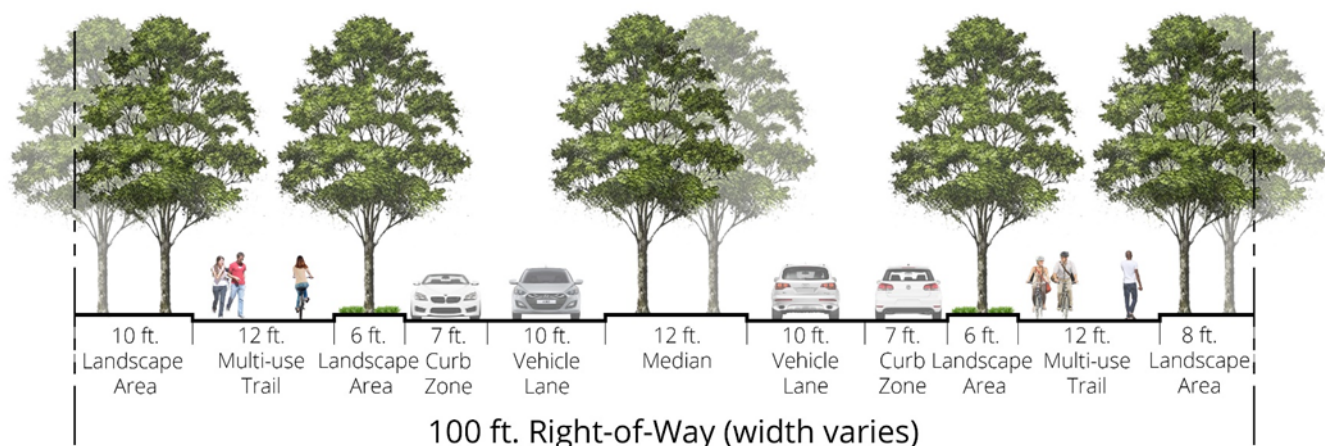 10 ft.
Landscape
Area
12 ft.
Multi-use
Trail
6 ft.
Landscape
Area
7 ft.
Curb
Zone
10 ft.
Vehicle
Lane
12 ft.
Median
10 ft.
Vehicle
Lane
7 ft.
Curb
Zone
6 ft.
Landscape
Area
12 ft.
Multi-use
Trail
8 ft.
Landscape
Area
100 ft. Right-of-Way (width varies)